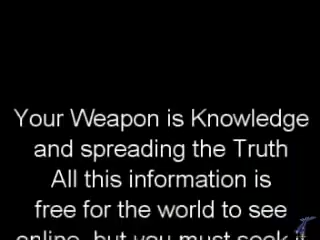 Your Weapon is Knowledge
and spreading the Truth
All this information is
free for the world to see
online, but you must seek it